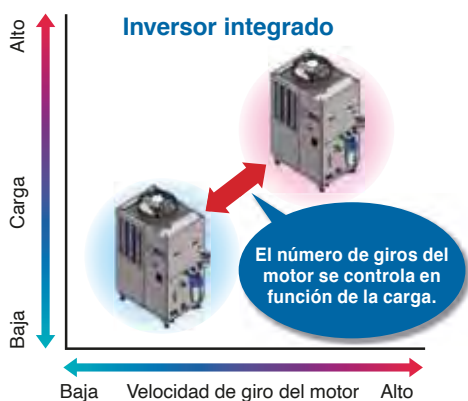 Inversor integrado
Alto
Carga
Baja
El número de giros del
motor se controla en
función de la carga.
Baja Velocidad de giro del motor Alto